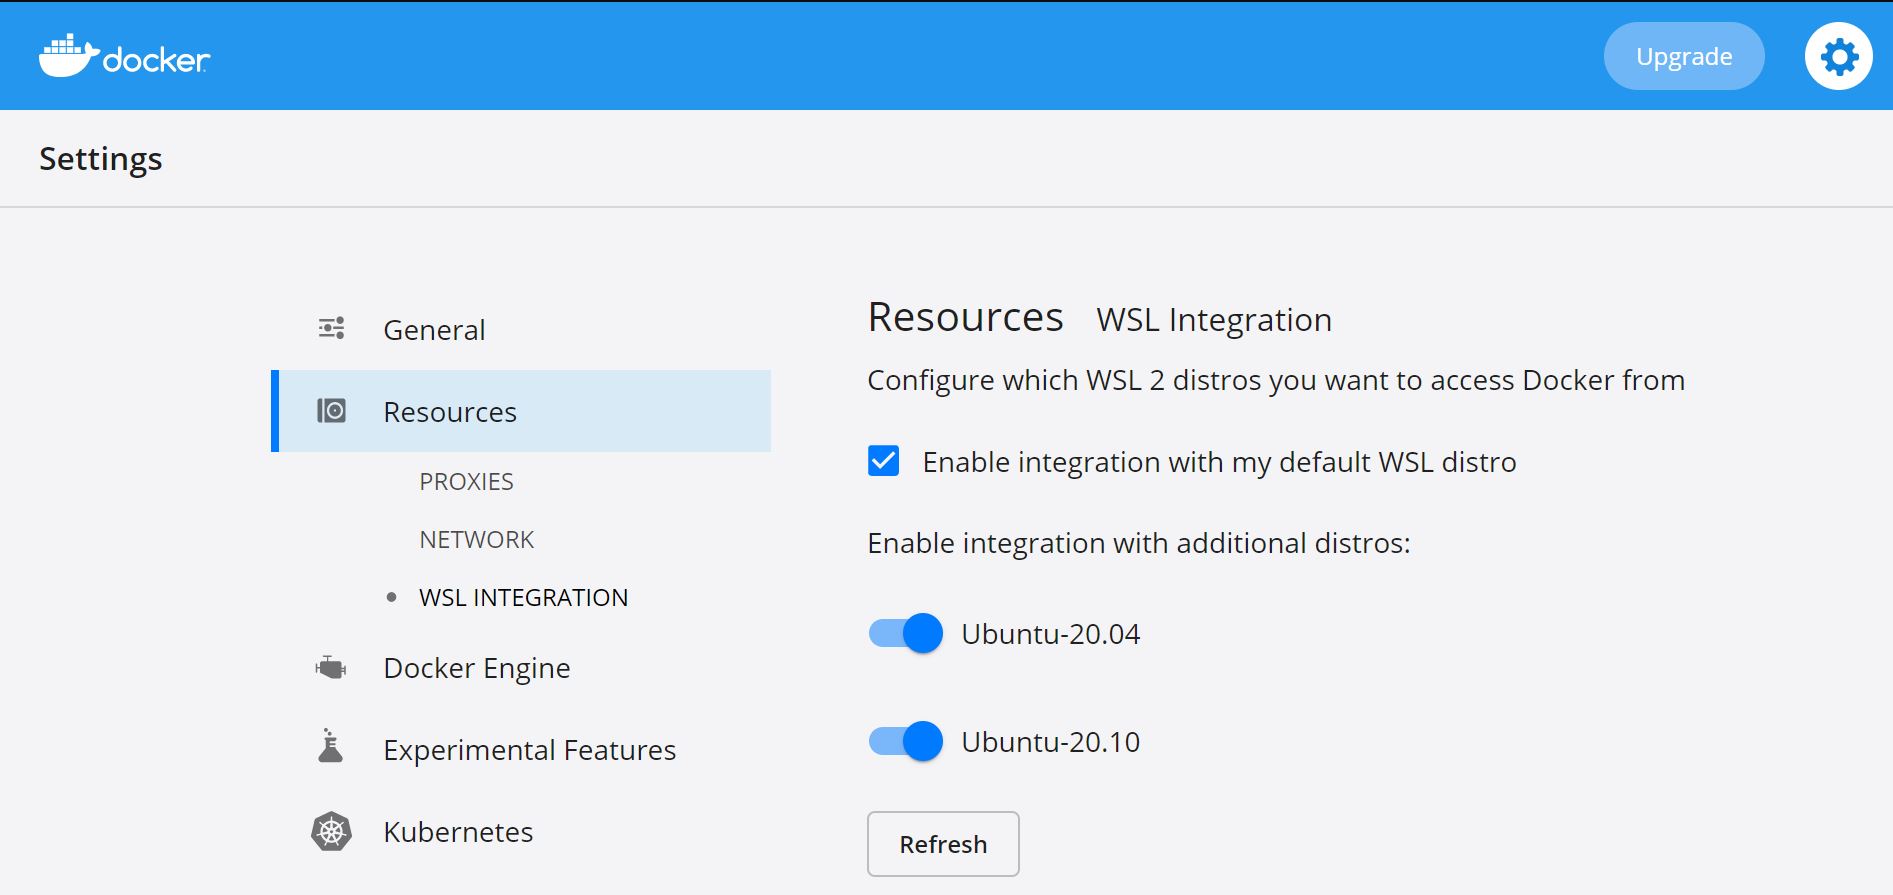 docker
Upgrade
Settings
General
Resources
PROXIES
NETWORK
WSL INTEGRATION
Docker Engine
Experimental Features
Kubernetes
Resources WSL Integration
Configure which WSL 2 distros you want to access Docker from
Enable integration with my default WSL distro
Enable integration with additional distros:
Ubuntu-20.04
Ubuntu-20.10
Refresh